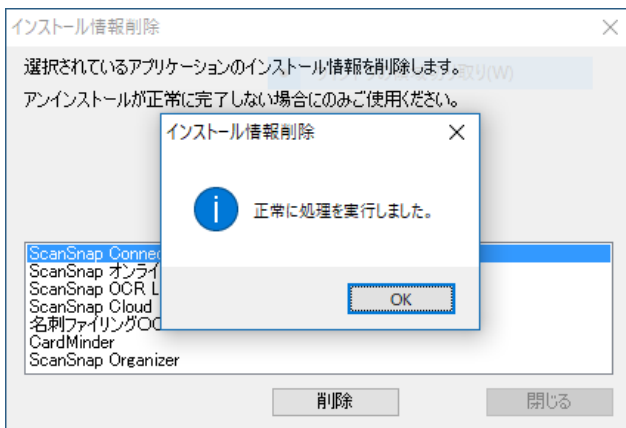 インストール情報削除
選択されているアプリケーションのインストール情報を削除します。
取り(W)
アンインストールが正常に完了しない場合にのみご使用ください。
インストール情報削除
正常に処理を実行しました。
OK
ScanSnap Connec
ScanSnap オンライ
ScanSnap OCR L
ScanSnap Cloud
名刺ファイリングOC
CardMinder
ScanSnap Organizer
削除
閉じる